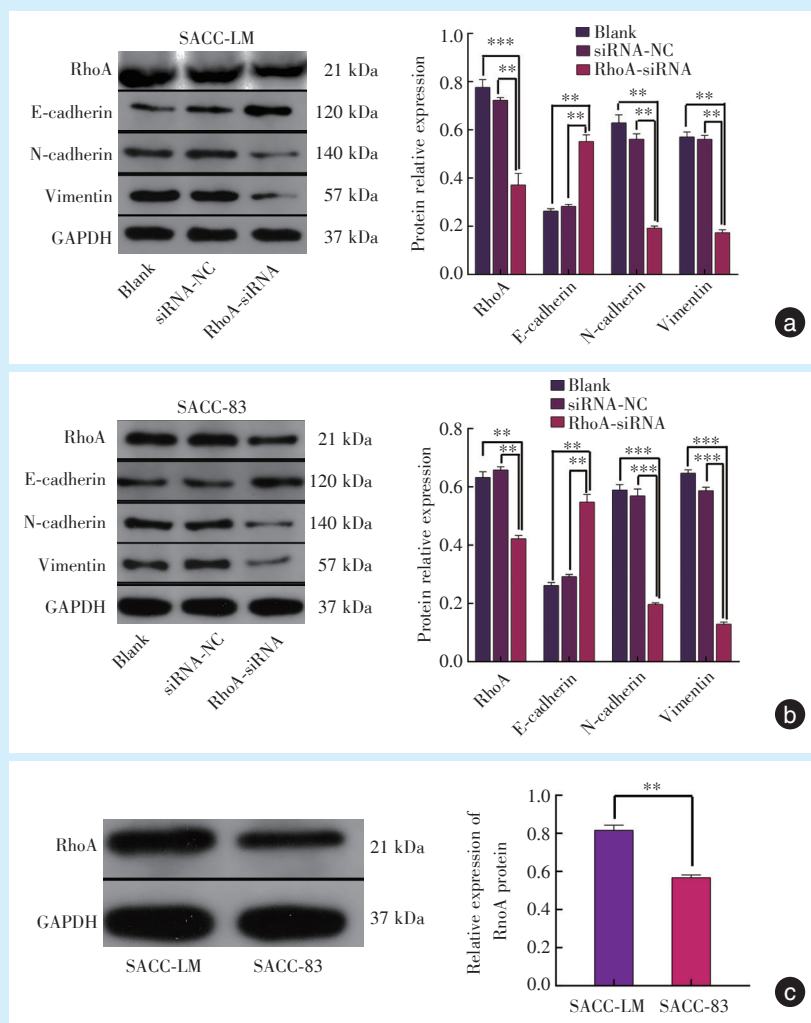 SACC-LM
RhoA 21 kDa
E-cadherin 120 kDa
N-cadherin 140 kDa
Vimentin 57 kDa
GAPDH 37 kDa
Blank siRNA-NC RhoA-siRNA
Blank
siRNA-NC
RhoA-siRNA
Protein relative expression
1.0
0.8
0.6
0.4
0.2
0.0
*** ** ** ** ** ** ** **
RhoA E-cadherin N-cadherin Vimentin
a
SACC-83
RhoA 21 kDa
E-cadherin 120 kDa
N-cadherin 140 kDa
Vimentin 57 kDa
GAPDH 37 kDa
Blank siRNA-NC RhoA-siRNA
Blank
siRNA-NC
RhoA-siRNA
Protein relative expression
0.8
0.6
0.4
0.2
0.0
** ** ** ** *** *** *** ***
RhoA E-cadherin N-cadherin Vimentin
b
RhoA 21 kDa
GAPDH 37 kDa
SACC-LM SACC-83
Relative expression of
RnoA protein
1.0
0.8
0.6
0.4
0.2
0.0
**
SACC-LM SACC-83
c